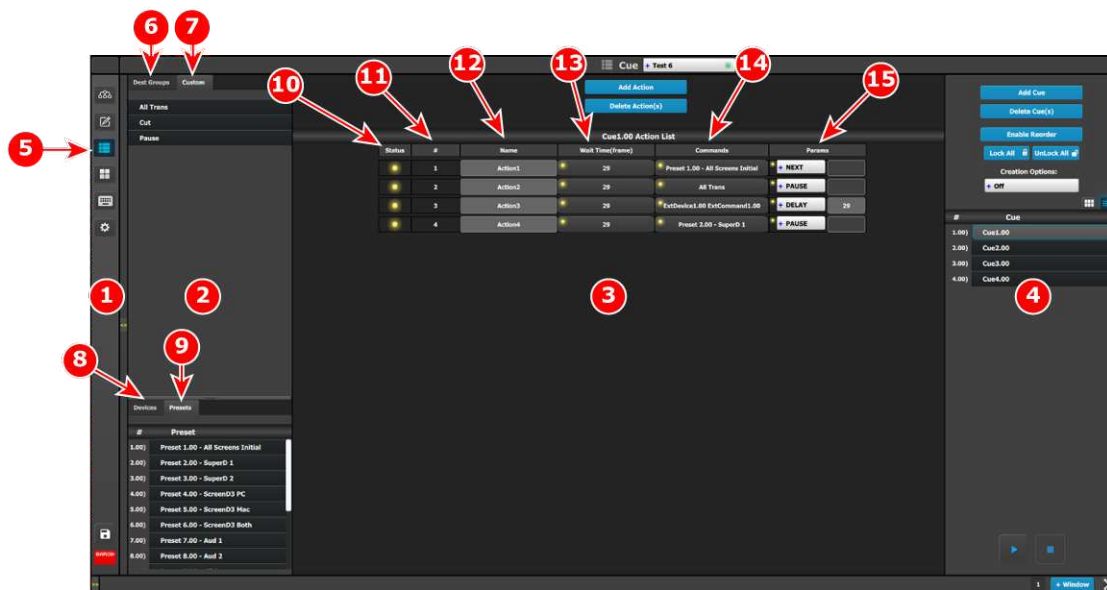 6
7
Cue
+ Test 6
Dest Groups
Custom
10
11
12
13
14
15
Add Action
Delete Action(s)
Add Cue
Delete Cue(s)
All Trans
Cut
Pause
5
Cue1.00 Action List
Enable Reorder
Lock All
UnLock All
Creation Options:
+ Off
Status
#
Name
Wait Time(frame)
Commands
Params
1
Action1
29
Preset 1.00 - All Screens Initial
+ NEXT
2
Action2
29
All Trans
+ PAUSE
3
Action3
29
ExtDevice1.00 ExtCommand1.00
+ DELAY
29
4
Action4
29
Preset 2.00 - SuperD 1
+ PAUSE
#
Cue
1.00)
Cue1.00
2.00)
Cue2.00
3.00)
Cue3.00
4.00)
Cue4.00
1
2
3
4
8
9
Devices
Presets
#
Preset
1.00)
Preset 1.00 - All Screens Initial
2.00)
Preset 2.00 - SuperD 1
3.00)
Preset 3.00 - SuperD 2
4.00)
Preset 4.00 - ScreenD3 PC
5.00)
Preset 5.00 - ScreenD3 Mac
6.00)
Preset 6.00 - ScreenD3 Both
7.00)
Preset 7.00 - Aud 1
8.00)
Preset 8.00 - Aud 2
1
+ Window